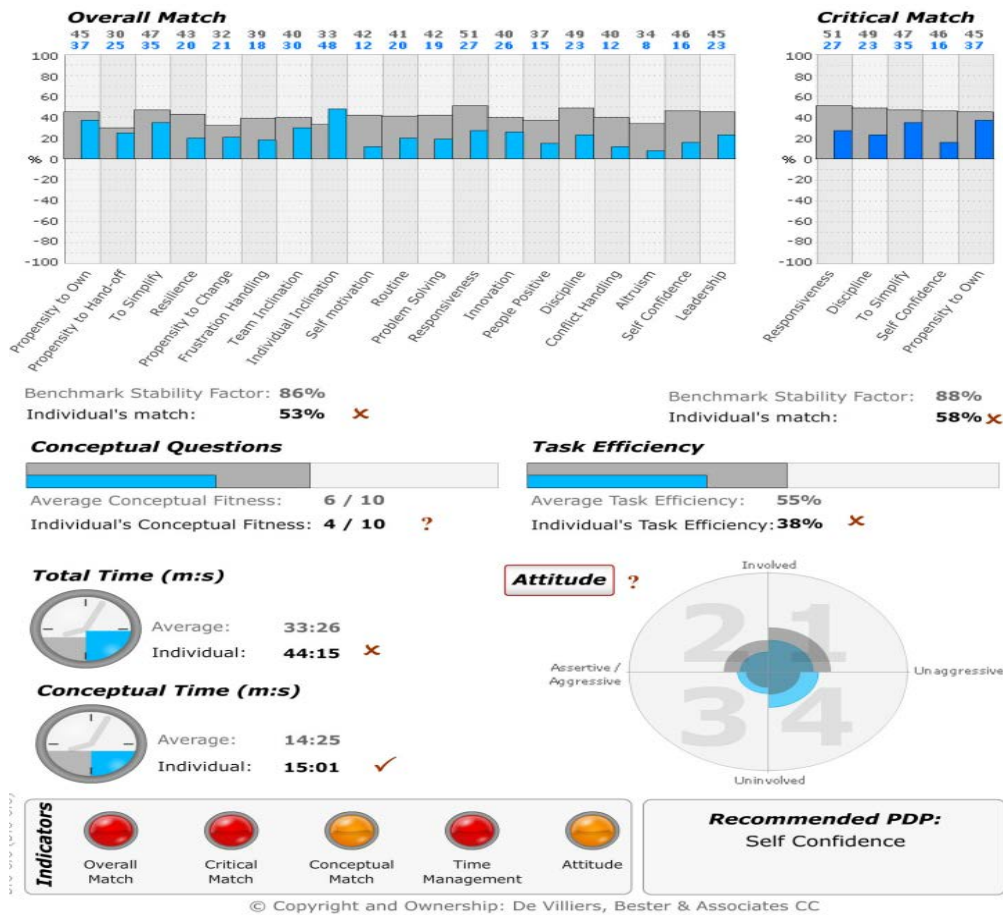 Overall Match
45 30 47 43 32 39 40 33 42 41 42 51 40 37 49 40 34 46 45
37 25 35 20 21 18 30 48 12 20 19 27 26 15 23 12 8 16 23
100
80
60
40
20
% 0
-20
-40
-60
-80
-100
Propensity to Own
Propensity to Hand-off
To Simplify
Resilience
Propensity to Change
Frustration Handling
Team Inclination
Individual Inclination
Self motivation
Routine
Problem Solving
Responsiveness
Innovation
People Positive
Discipline
Conflict Handling
Altruism
Self Confidence
Leadership
Critical Match
51 49 47 46 45
27 23 35 16 37
100
80
60
40
20
% 0
-20
-40
-60
-80
-100
Responsiveness
Discipline
To Simplify
Self Confidence
Propensity to Own
Benchmark Stability Factor: 86%
Individual's match: 53%
Benchmark Stability Factor: 88%
Individual's match: 58%
Conceptual Questions
Average Conceptual Fitness: 6 / 10
Individual's Conceptual Fitness: 4 / 10 ?
Task Efficiency
Average Task Efficiency: 55%
Individual's Task Efficiency: 38%
Total Time (m:s)
Average: 33:26
Individual: 44:15
Conceptual Time (m:s)
Average: 14:25
Individual: 15:01
Attitude ?
Involved
2 1
Assertive /
Aggressive
Unaggressive
3 4
Uninvolved
Indicators
Overall
Match
Critical
Match
Conceptual
Match
Time
Management
Attitude
Recommended PDP:
Self Confidence
© Copyright and Ownership: De Villiers, Bester & Associates CC